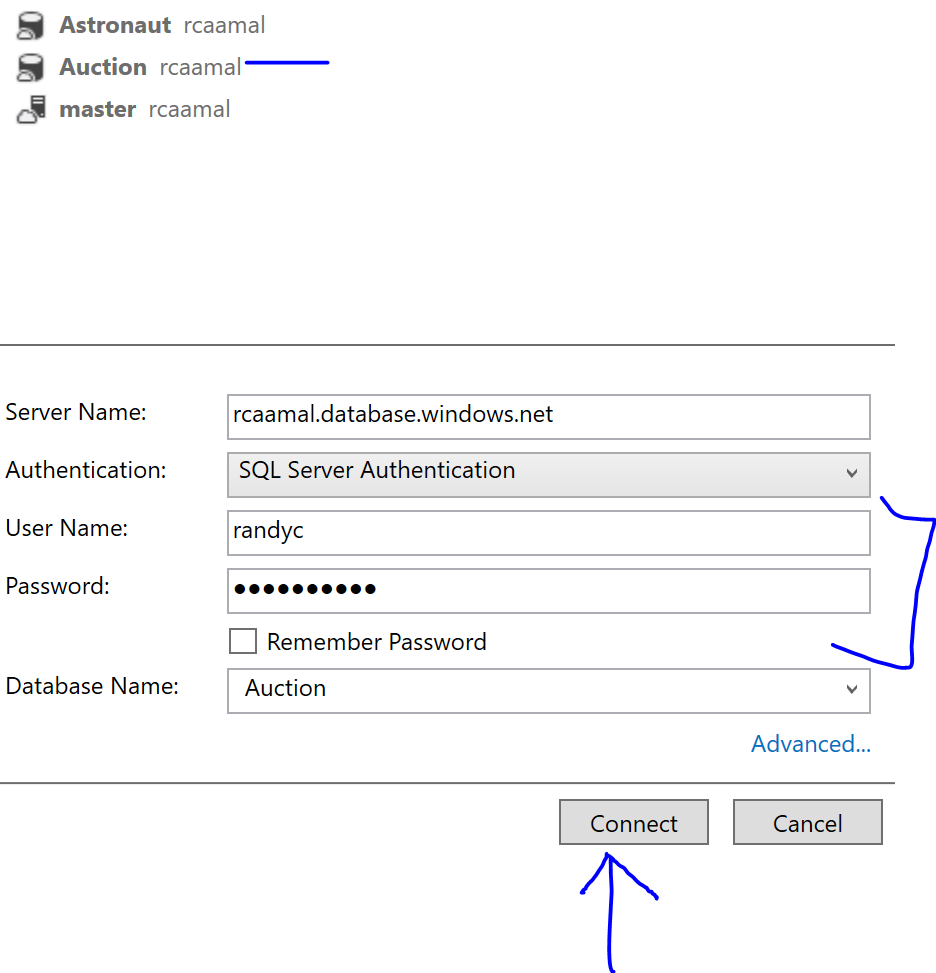 Astronaut rcaamal
Auction rcaamal
master rcaamal
Server Name: rcaamal.database.windows.net
Authentication: SQL Server Authentication
User Name: randyc
Password: ●●●●●●●●●●
Remember Password
Database Name: Auction
Advanced...
Connect Cancel